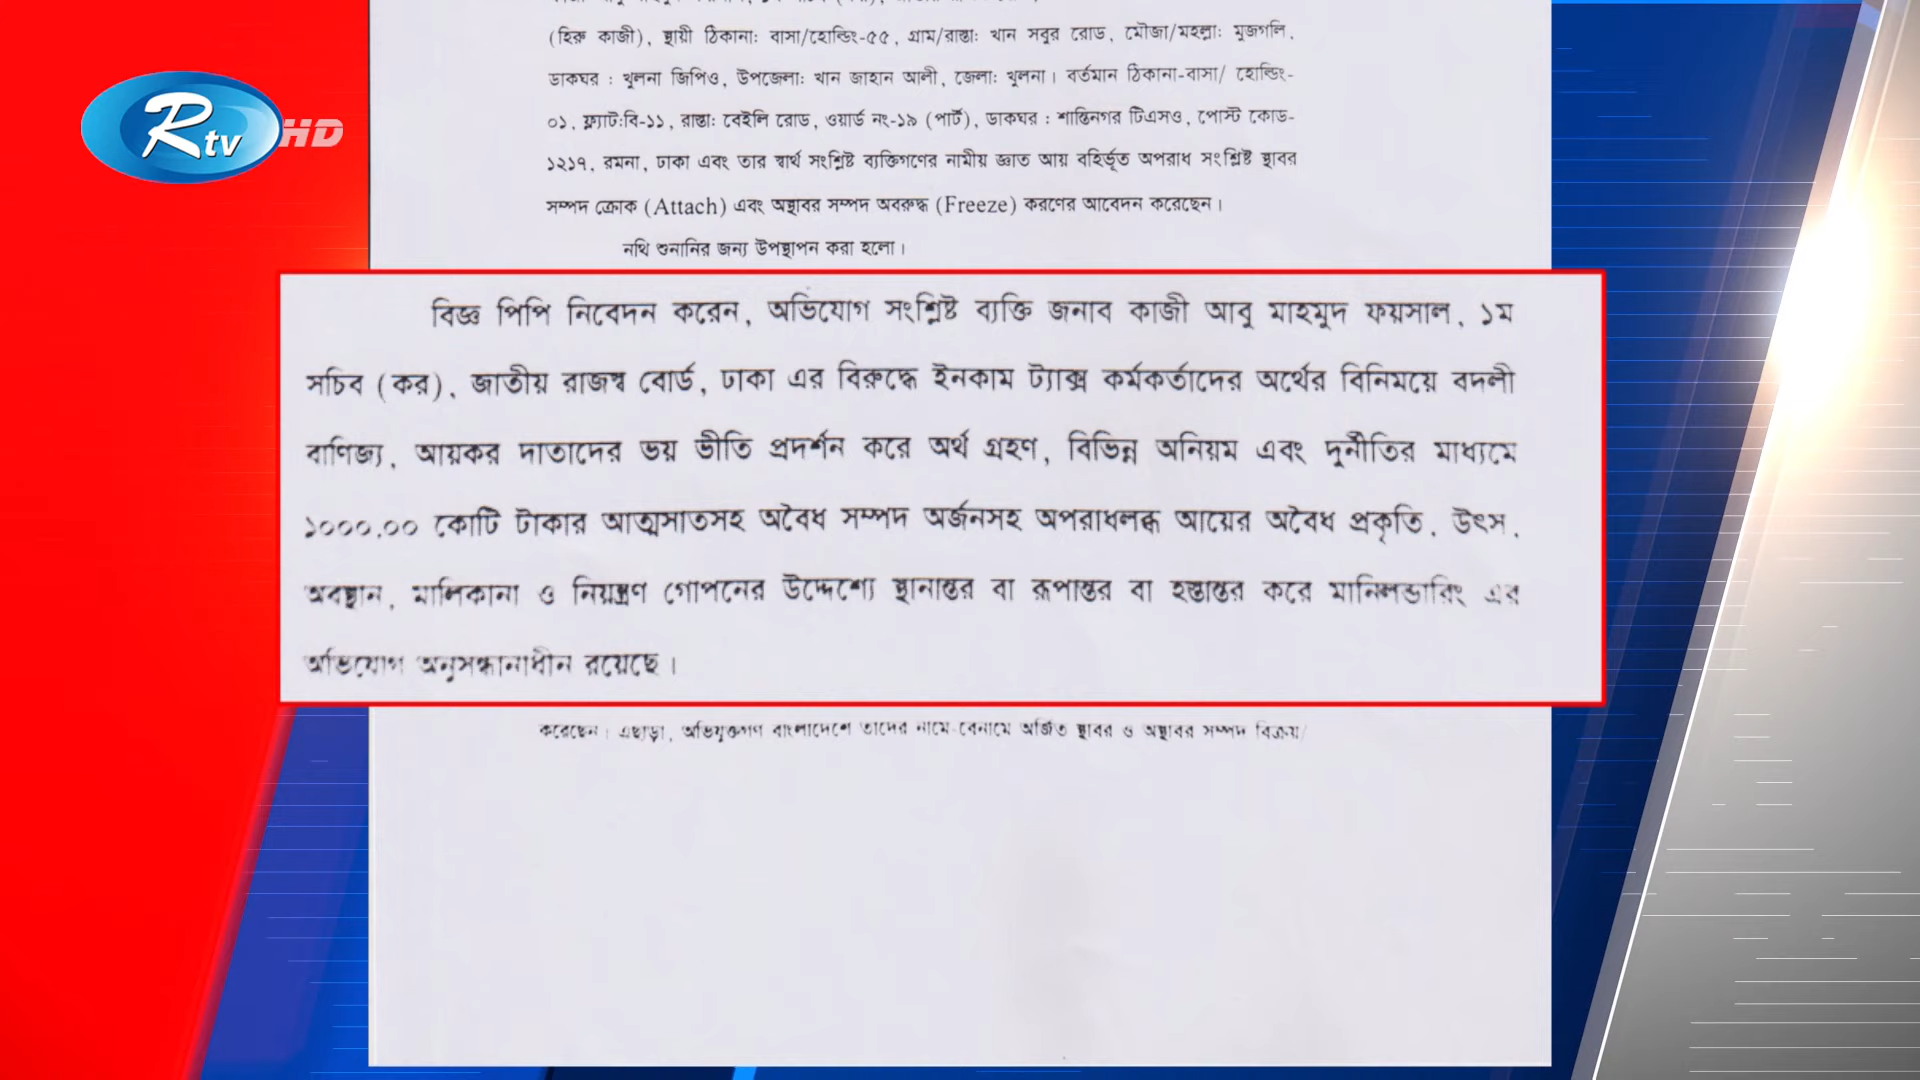 (হিরু কাজী), স্থায়ী ঠিকানাঃ বাসা/হোল্ডিং-৫৫, গ্রাম/রাস্তাঃ খান সবুর রোড, মৌজা/মহল্লাঃ মুজগলি,
ডাকঘর : খুলনা জিপিও, উপজেলাঃ খান জাহান আলী, জেলাঃ খুলনা। বর্তমান ঠিকানা-বাসা/ হোল্ডিং-
Rtv HD
০১, ফ্ল্যাট:বি-১১, রাস্তাঃ বেইলি রোড, ওয়ার্ড নং-১৯ (পার্ট), ডাকঘর : শান্তিনগর টিএসও, পোস্ট কোড-
১২১৭, রমনা, ঢাকা এবং তার স্বার্থ সংশ্লিষ্ট ব্যক্তিগণের নামীয় জ্ঞাত আয় বহির্ভূত অপরাধ সংশ্লিষ্ট স্থাবর
সম্পদ ক্রোক (Attach) এবং অস্থাবর সম্পদ অবরুদ্ধ (Freeze) করণের আবেদন করেছেন।
নথি শুনানির জন্য উপস্থাপন করা হলো।
বিজ্ঞ পিপি নিবেদন করেন, অভিযোগ সংশ্লিষ্ট ব্যক্তি জনাব কাজী আবু মাহমুদ ফয়সাল, ১ম
সচিব (কর), জাতীয় রাজস্ব বোর্ড, ঢাকা এর বিরুদ্ধে ইনকাম ট্যাক্স কর্মকর্তাদের অর্থের বিনিময়ে বদলী
বাণিজ্য, আয়কর দাতাদের ভয় ভীতি প্রদর্শন করে অর্থ গ্রহণ, বিভিন্ন অনিয়ম এবং দুর্নীতির মাধ্যমে
১০০০.০০ কোটি টাকার আত্মসাতসহ অবৈধ সম্পদ অর্জনসহ অপরাধলব্ধ আয়ের অবৈধ প্রকৃতি, উৎস,
অবস্থান, মালিকানা ও নিয়ন্ত্রণ গোপনের উদ্দেশ্যে স্থানান্তর বা রূপান্তর বা হস্তান্তর করে মানিলন্ডারিং এর
অভিযোগ অনুসন্ধানাধীন রয়েছে।
করেছেন। এছাড়া, অভিযুক্তগণ বাংলাদেশে তাদের নামে-বেনামে অর্জিত স্থাবর ও অস্থাবর সম্পদ বিক্রয়/